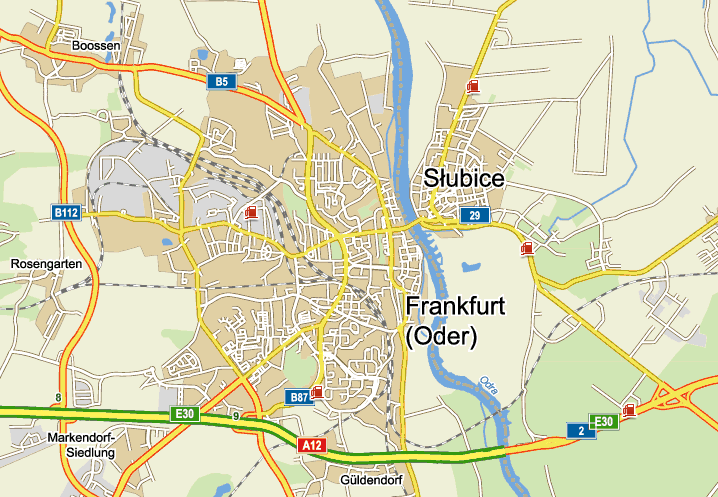 Boossen
B5
Słubice
B112
29
Rosengarten
Frankfurt
(Oder)
Odra
8
B87
E30
9
E30
2
A12
Markendorf-
Siedlung
Güldendorf